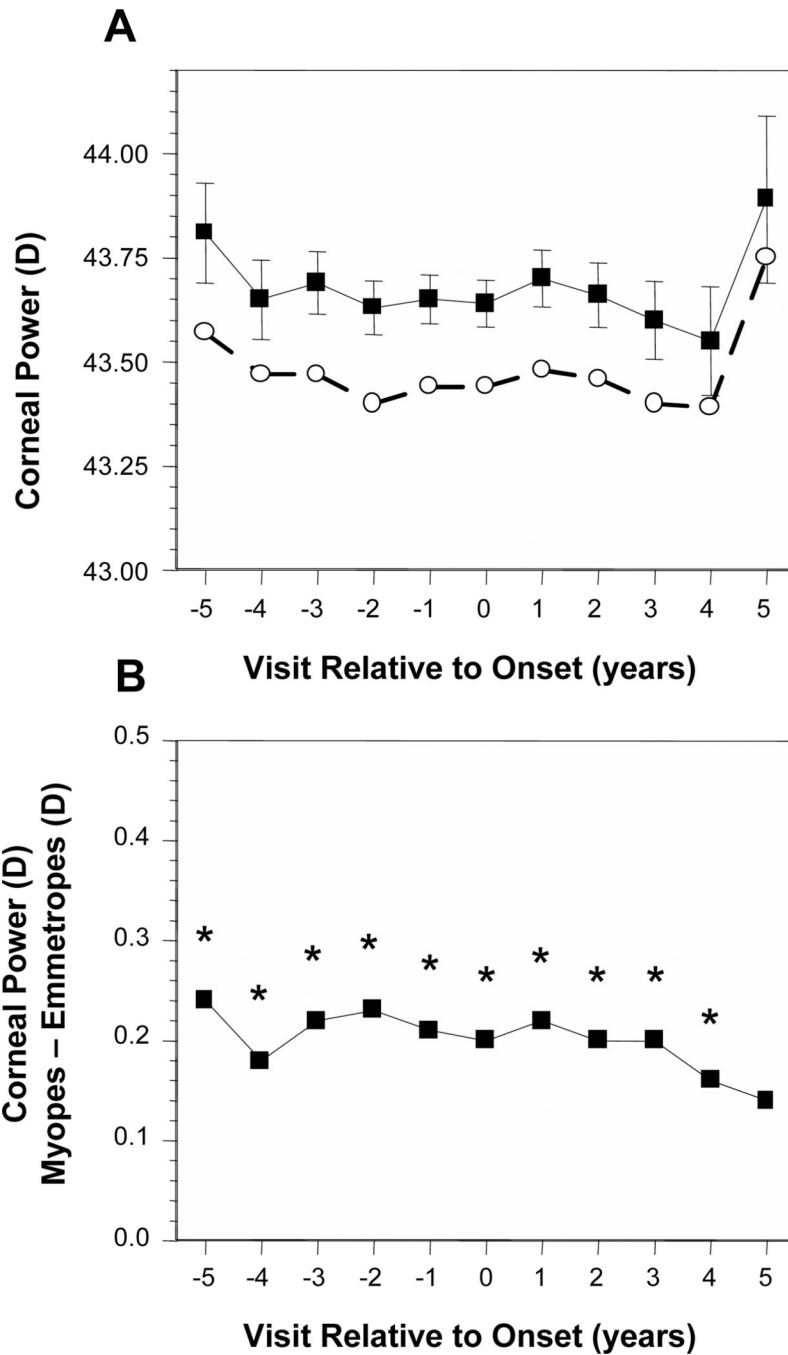 A
44.00
43.75
43.50
43.25
43.00
Corneal Power (D)
-5 -4 -3 -2 -1 0 1 2 3 4 5
Visit Relative to Onset (years)
B
0.5
0.4
0.3
0.2
0.1
0.0
Corneal Power (D)
Myopes – Emmetropes (D)
* * * * * * * * * *
-5 -4 -3 -2 -1 0 1 2 3 4 5
Visit Relative to Onset (years)